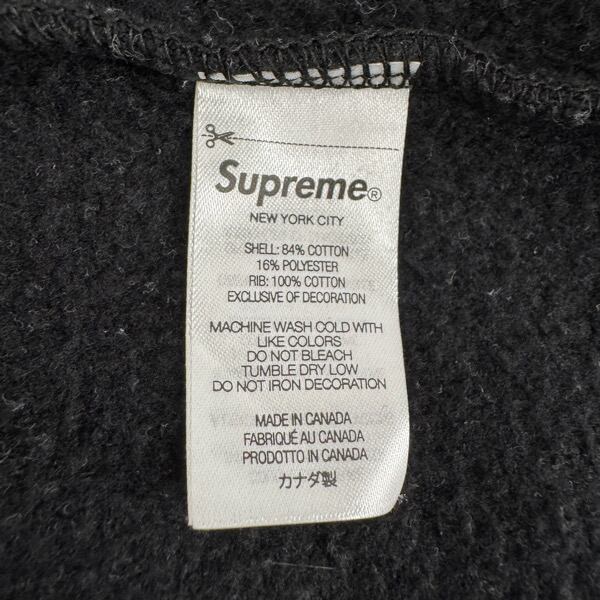 Supreme®
NEW YORK CITY
SHELL: 84% COTTON
16% POLYESTER
RIB: 100% COTTON
EXCLUSIVE OF DECORATION
MACHINE WASH COLD WITH
LIKE COLORS
DO NOT BLEACH
TUMBLE DRY LOW
DO NOT IRON DECORATION
MADE IN CANADA
FABRIQUÉ AU CANADA
PRODOTTO IN CANADA
カナダ製